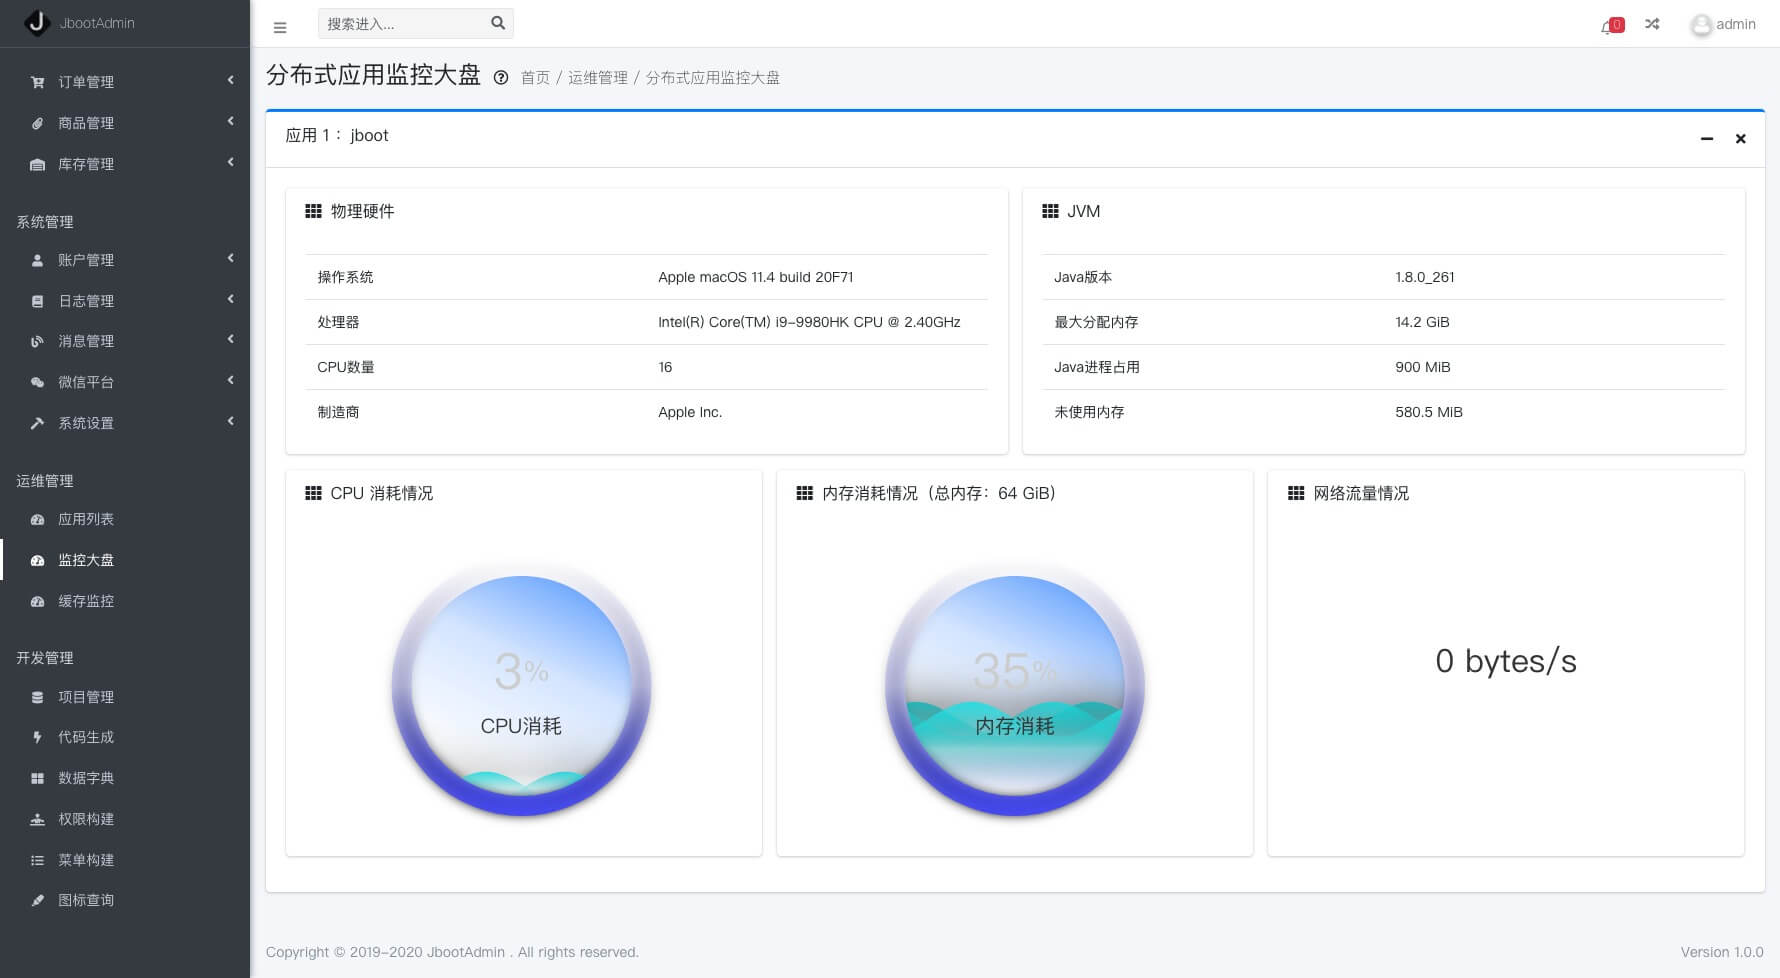 JbootAdmin
搜索进入...
0
admin
订单管理
商品管理
库存管理
系统管理
账户管理
日志管理
消息管理
微信平台
系统设置
运维管理
应用列表
监控大盘
缓存监控
开发管理
项目管理
代码生成
数据字典
权限构建
菜单构建
图标查询
分布式应用监控大盘
首页 / 运维管理 / 分布式应用监控大盘
应用 1 : jboot
物理硬件
操作系统 Apple macOS 11.4 build 20F71
处理器 Intel(R) Core(TM) i9-9980HK CPU @ 2.40GHz
CPU数量 16
制造商 Apple Inc.
JVM
Java版本 1.8.0_261
最大分配内存 14.2 GiB
Java进程占用 900 MiB
未使用内存 580.5 MiB
CPU 消耗情况
3%
CPU消耗
内存消耗情况（总内存：64 GiB）
35%
内存消耗
网络流量情况
0 bytes/s
Copyright © 2019-2020 JbootAdmin . All rights reserved.
Version 1.0.0